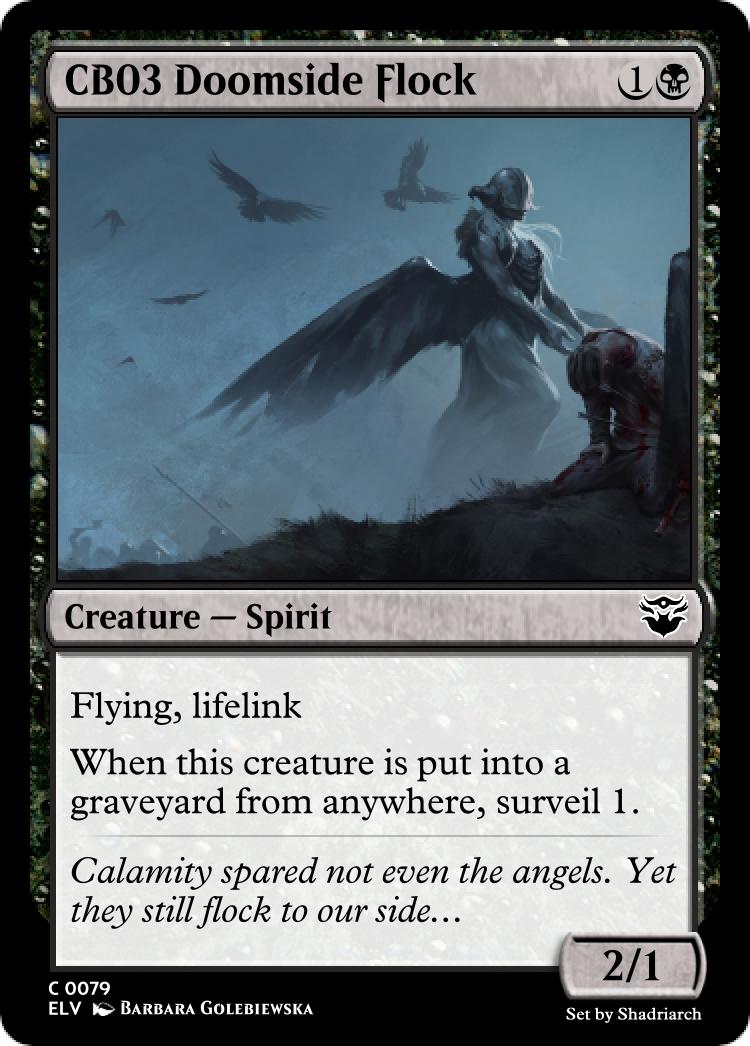 CB03 Doomside Flock 1
Creature — Spirit
Flying, lifelink
When this creature is put into a
graveyard from anywhere, surveil 1.
Calamity spared not even the angels. Yet
they still flock to our side…
2/1
C 0079
ELV Barbara Golebiewska
Set by Shadriarch